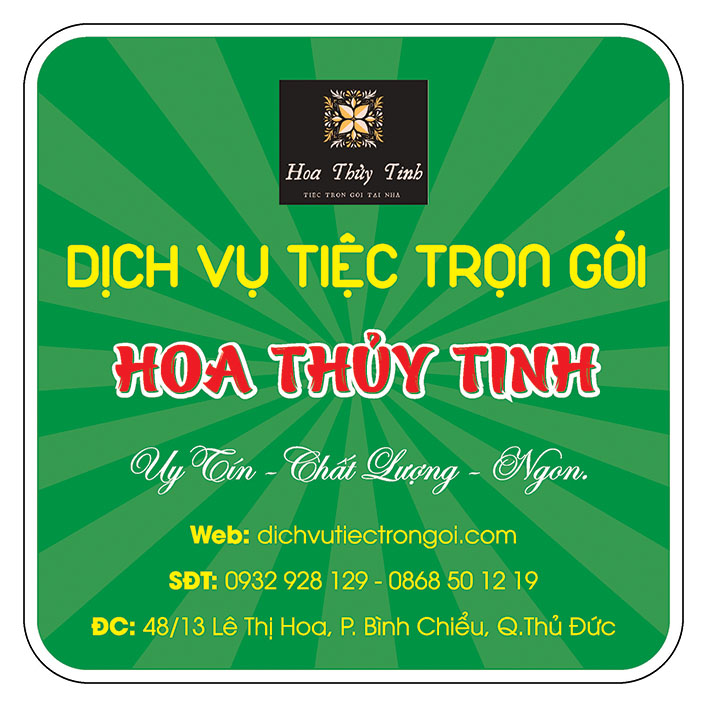 Hoa Thủy Tinh
TIỆC TRỌN GÓI TẠI NHÀ
DỊCH VỤ TIỆC TRỌN GÓI
HOA THỦY TINH
Uy Tín - Chất Lượng - Ngon.
Web: dichvutiectrongoi.com
SĐT: 0932 928 129 - 0868 50 12 19
ĐC: 48/13 Lê Thị Hoa, P. Bình Chiểu, Q.Thủ Đức